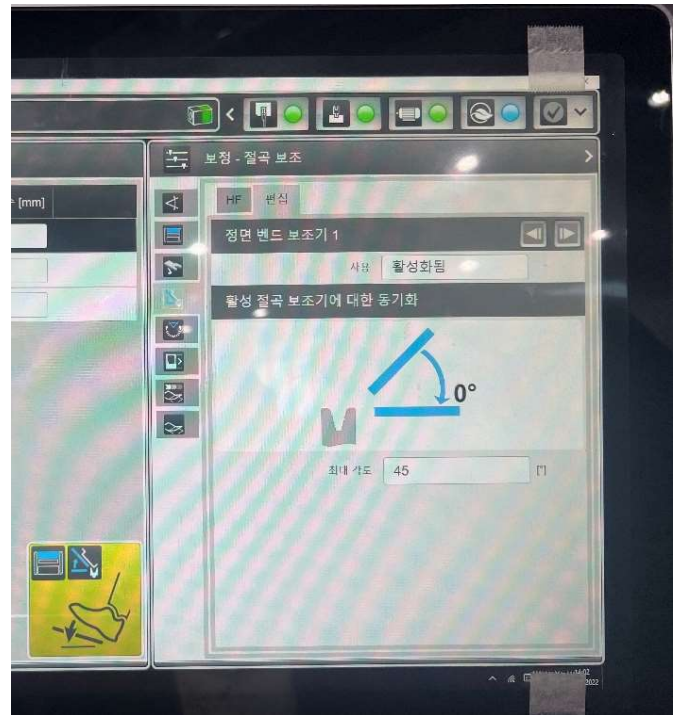 보정 - 절곡 보조
[mm]
HF 편심
정면 벤드 보조기 1
사용 활성화됨
활성 절곡 보조기에 대한 동기화
0°
최대 각도 45 [°]
2022